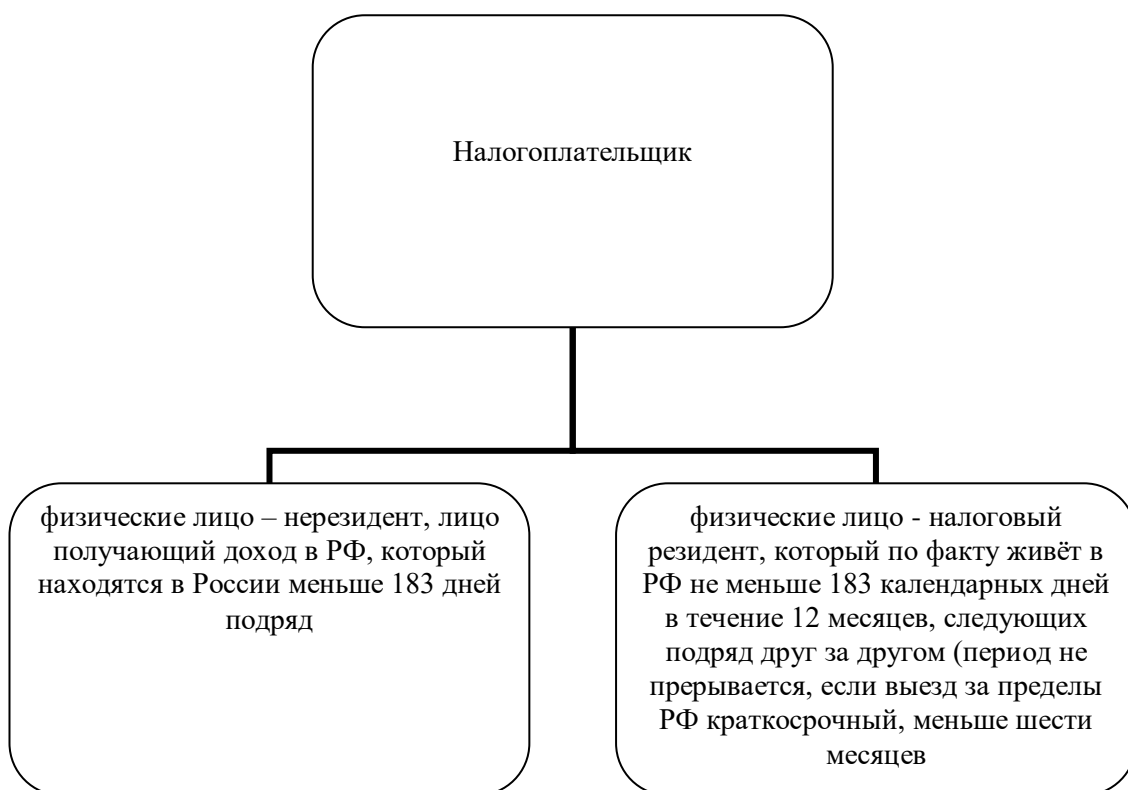 Налогоплательщик
физические лицо – нерезидент, лицо
получающий доход в РФ, который
находятся в России меньше 183 дней
подряд
физические лицо - налоговый
резидент, который по факту живёт в
РФ не меньше 183 календарных дней
в течение 12 месяцев, следующих
подряд друг за другом (период не
прерывается, если выезд за пределы
РФ краткосрочный, меньше шести
месяцев